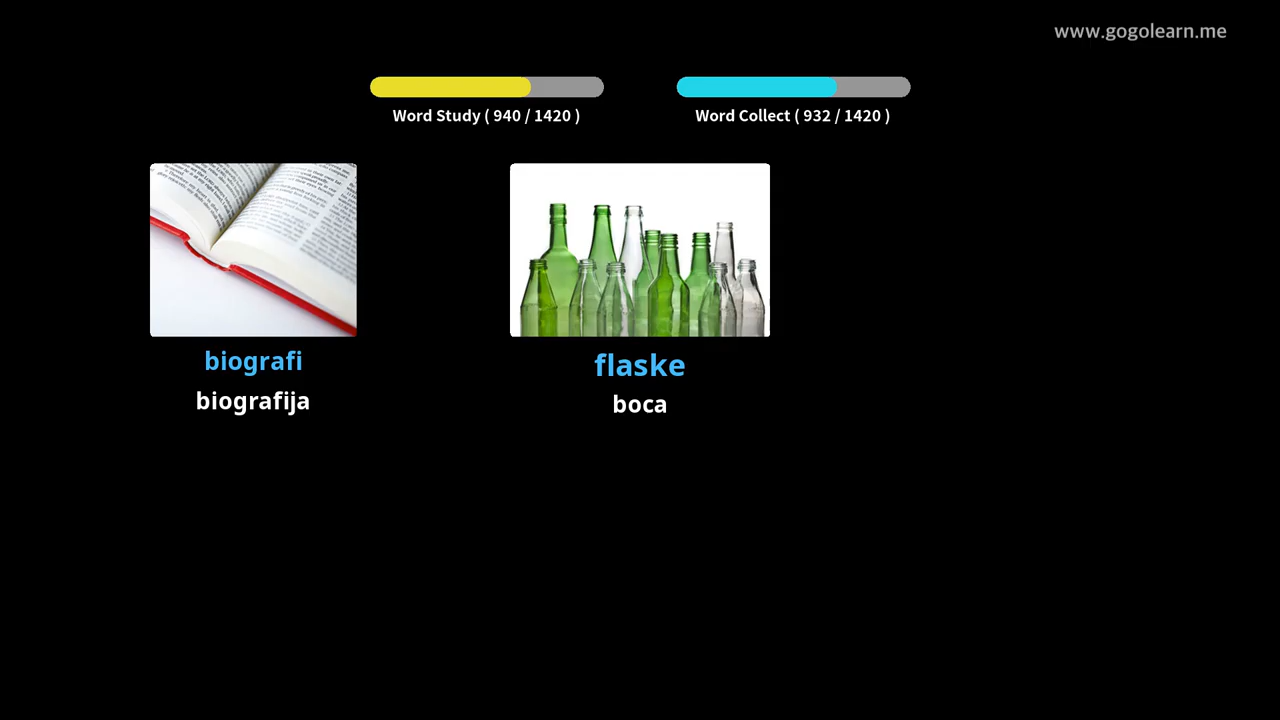 www.gogolearn.me
Word Study ( 940 / 1420 )
Word Collect ( 932 / 1420 )
biografi
biografija
flaske
boca